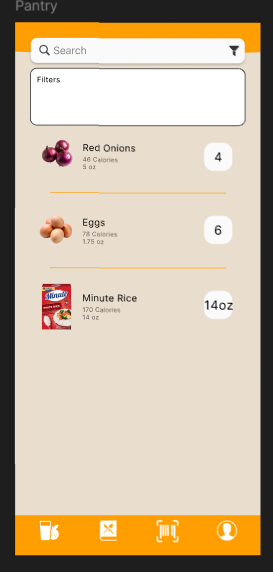 Pantry
Search
Filters
Red Onions
46 Calories
5 oz
4
Eggs
78 Calories
1.75 oz
6
Minute Rice
170 Calories
14 oz
14oz
Minute